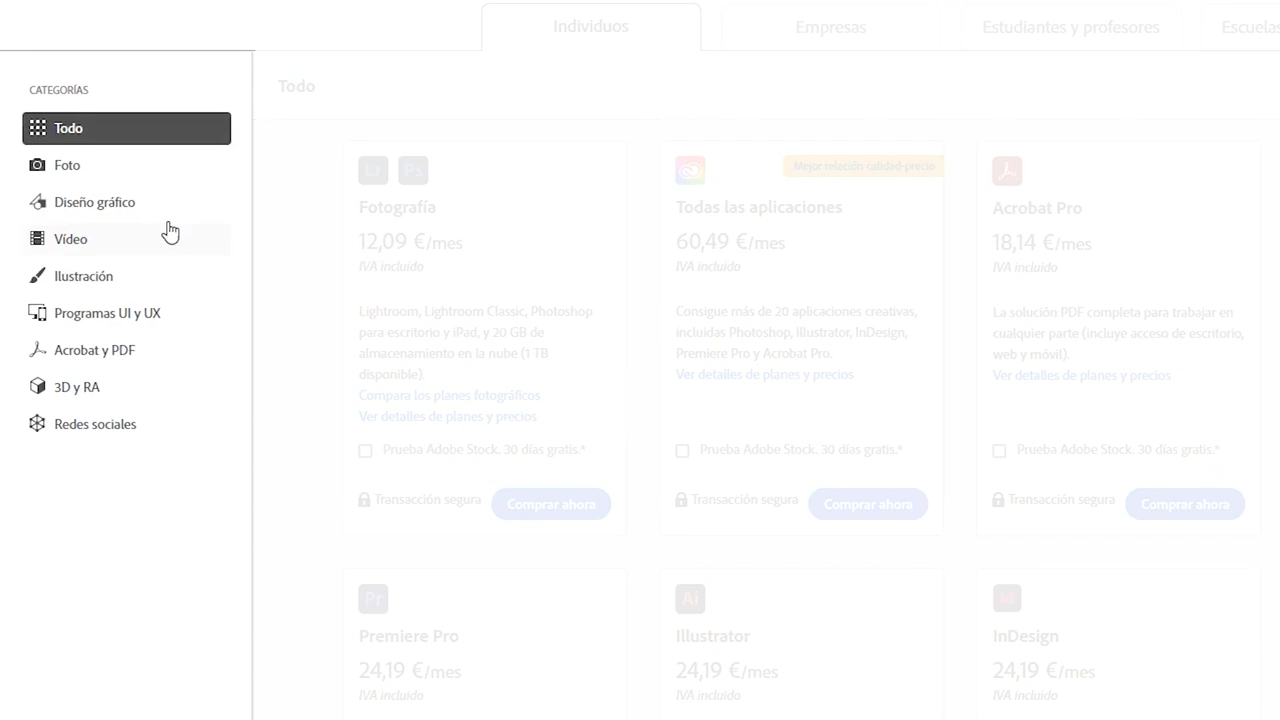 Individuos
Empresas
Estudiantes y profesores
Escuelas
CATEGORÍAS
Todo
Foto
Diseño gráfico
Vídeo
Ilustración
Programas UI y UX
Acrobat y PDF
3D y RA
Redes sociales
Todo
Lr Ps
Fotografía
12,09 €/mes
IVA incluido
Lightroom, Lightroom Classic, Photoshop
para escritorio y iPad, y 20 GB de
almacenamiento en la nube (1 TB
disponible).
Compara los planes fotográficos
Ver detalles de planes y precios
Prueba Adobe Stock. 30 días gratis.*
Transacción segura
Comprar ahora
Mejor relación calidad-precio
Todas las aplicaciones
60,49 €/mes
IVA incluido
Consigue más de 20 aplicaciones creativas,
incluidas Photoshop, Illustrator, InDesign,
Premiere Pro y Acrobat Pro.
Ver detalles de planes y precios
Prueba Adobe Stock. 30 días gratis.*
Transacción segura
Comprar ahora
Acrobat Pro
18,14 €/mes
IVA incluido
La solución PDF completa para trabajar en
cualquier parte (incluye acceso de escritorio,
web y móvil).
Ver detalles de planes y precios
Prueba Adobe Stock. 30 días gratis.*
Transacción segura
Comprar ahora
Pr
Premiere Pro
24,19 €/mes
IVA incluido
Ai
Illustrator
24,19 €/mes
IVA incluido
Id
InDesign
24,19 €/mes
IVA incluido